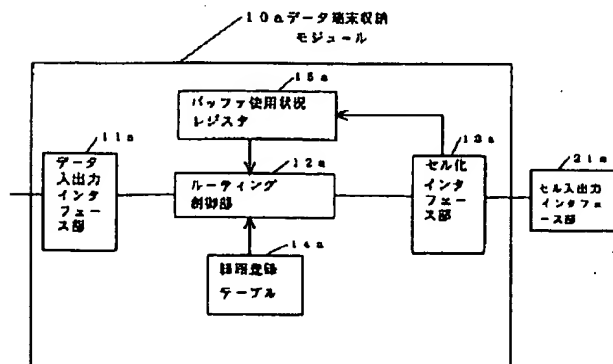 10aデータ端末収納
モジュール
15a
バッファ使用状況
レジスタ
11a
データ
入出力
インタ
フェー
ス部
12a
ルーティング
制御部
13a
セル化
インタ
フェー
ス部
21a
セル入出力
インタフェ
ース部
14a
経路登録
テーブル